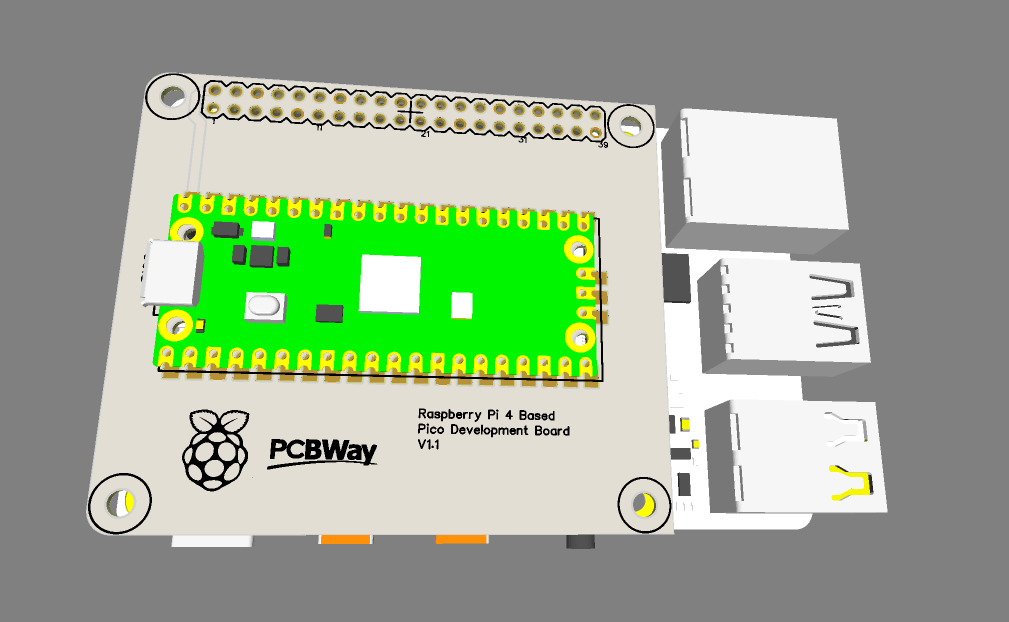 1
11
21
31
39
Raspberry Pi 4 Based
Pico Development Board
V1.1
PCBWay